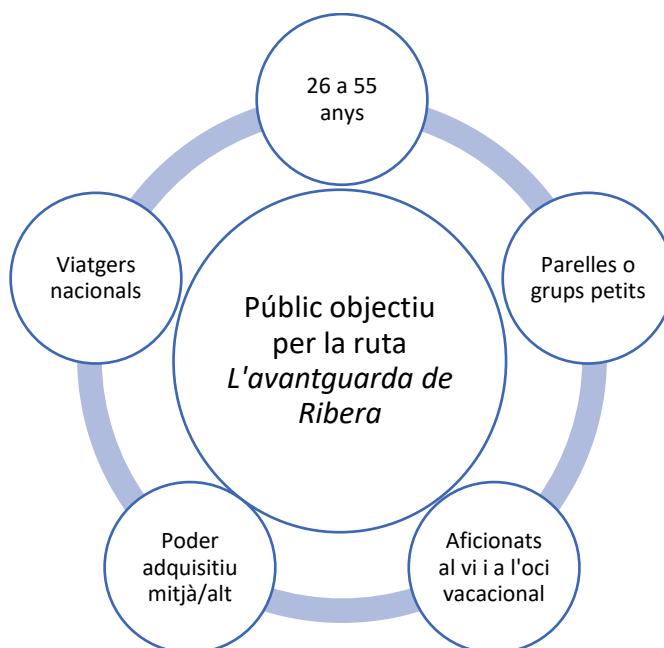 26 a 55
anys
Viatgers
nacionals
Parelles o
grups petits
Públic objectiu
per la ruta
L'avantguarda de
Ribera
Poder
adquisitiu
mitjà/alt
Aficionats
al vi i a l'oci
vacacional